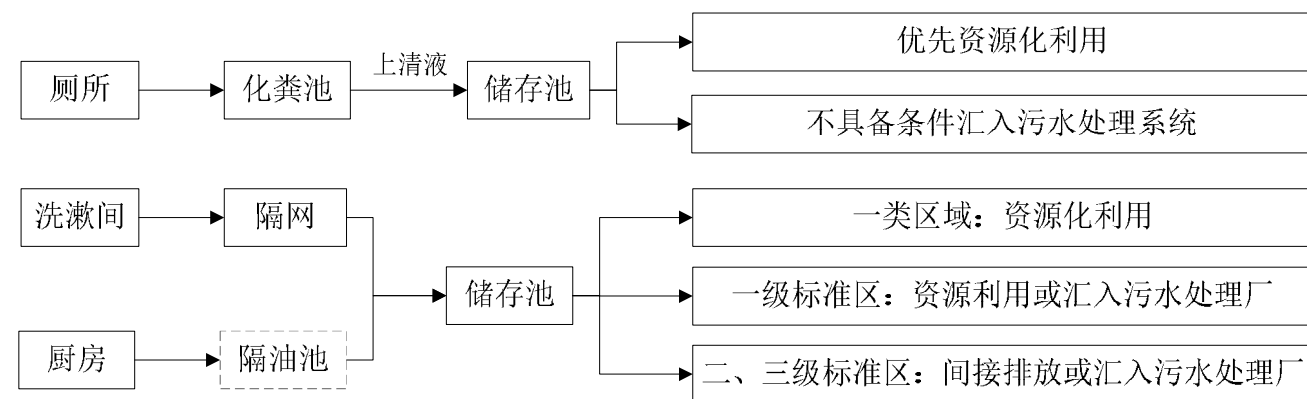 优先资源化利用
厕所
化粪池
上清液
储存池
不具备条件汇入污水处理系统
洗漱间
隔网
一类区域：资源化利用
储存池
一级标准区：资源利用或汇入污水处理厂
厨房
隔油池
二、三级标准区：间接排放或汇入污水处理厂